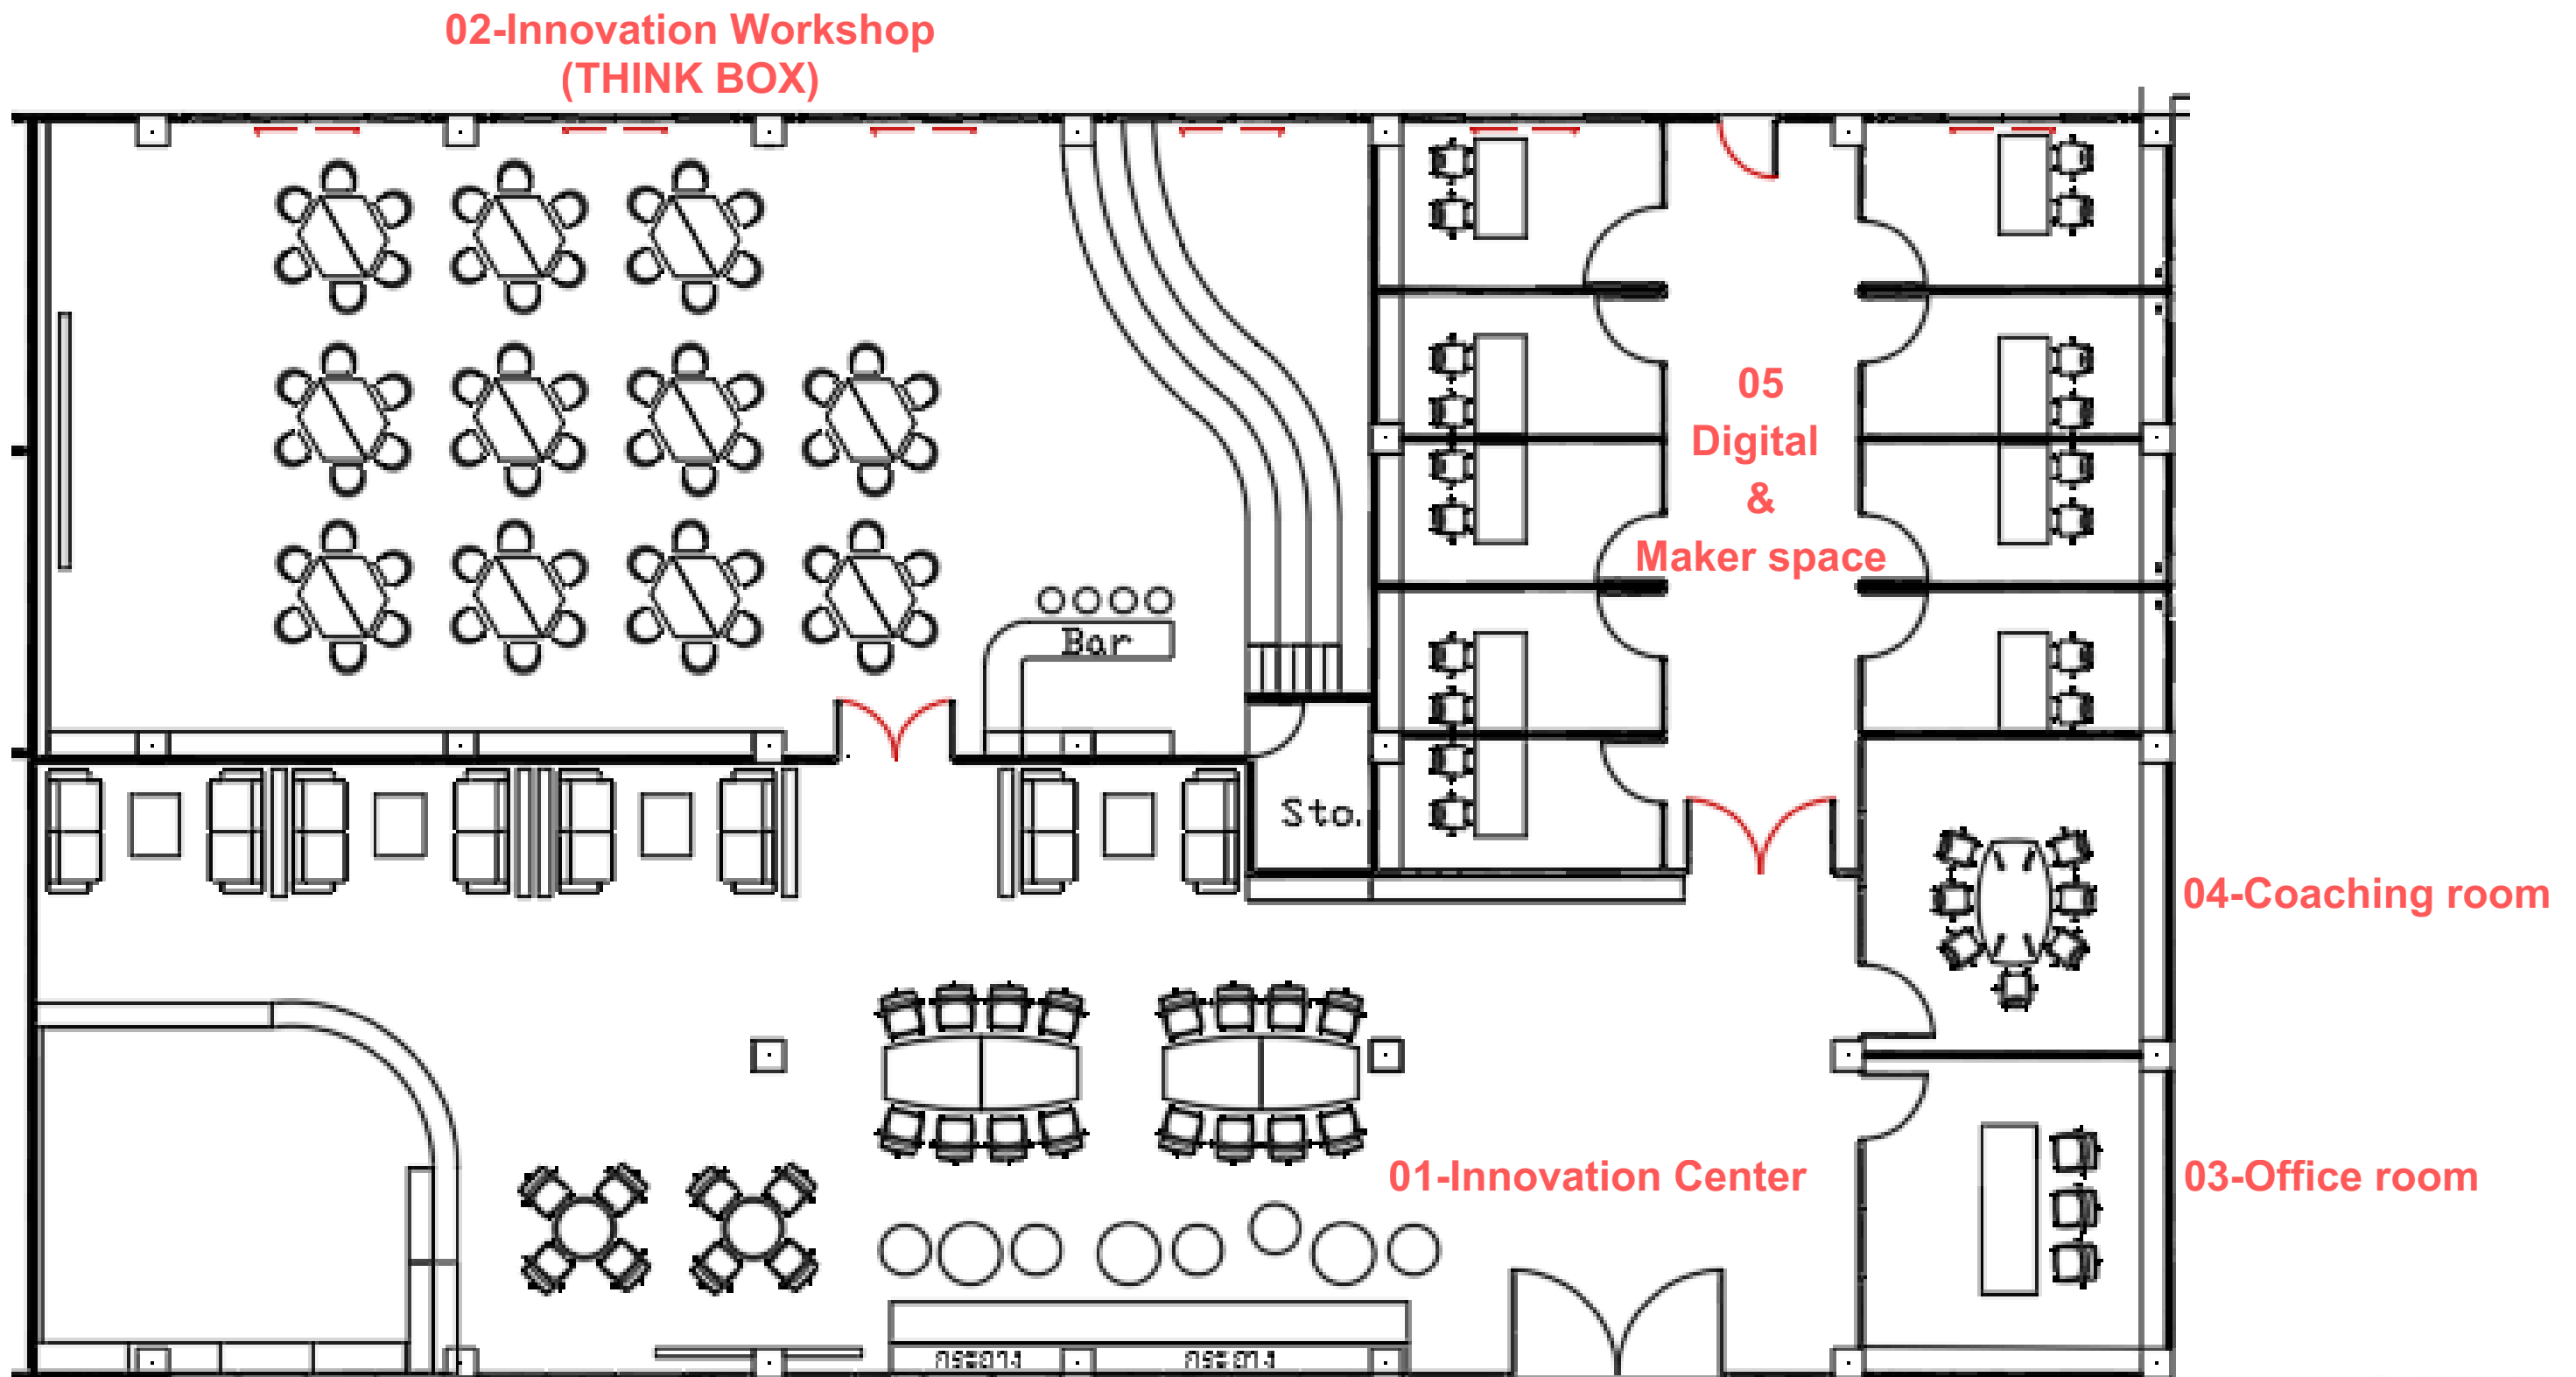 02-Innovation Workshop
(THINK BOX)
05
Digital
&
Maker space
Bar
Sto.
04-Coaching room
01-Innovation Center
03-Office room